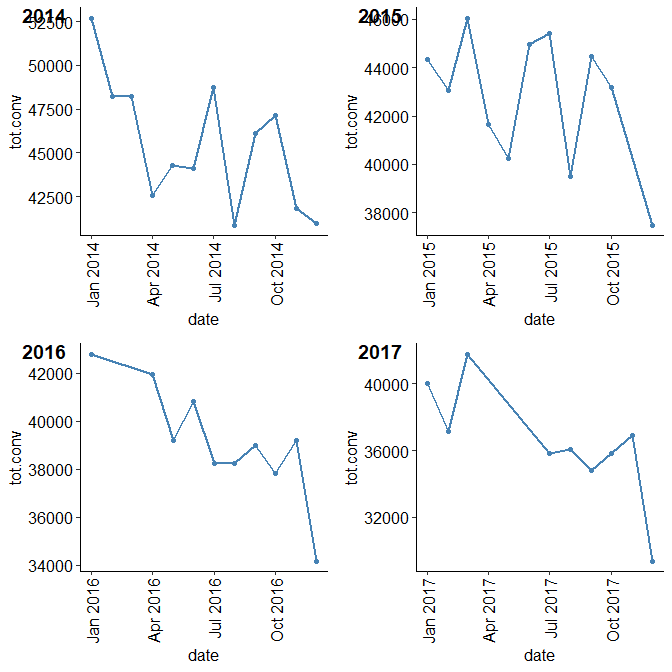 2014
52500
50000
47500
45000
42500
tot.conv
Jan 2014
Apr 2014
Jul 2014
Oct 2014
date
2015
46000
44000
42000
40000
38000
tot.conv
Jan 2015
Apr 2015
Jul 2015
Oct 2015
date
2016
42000
40000
38000
36000
34000
tot.conv
Jan 2016
Apr 2016
Jul 2016
Oct 2016
date
2017
40000
36000
32000
tot.conv
Jan 2017
Apr 2017
Jul 2017
Oct 2017
date